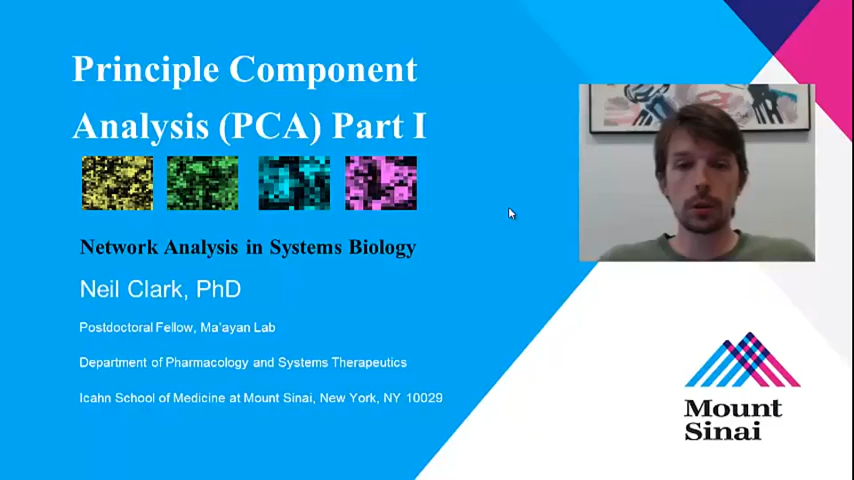 Principle Component
Analysis (PCA) Part I
Network Analysis in Systems Biology
Neil Clark, PhD
Postdoctoral Fellow, Ma'ayan Lab
Department of Pharmacology and Systems Therapeutics
Icahn School of Medicine at Mount Sinai, New York, NY 10029
Mount
Sinai